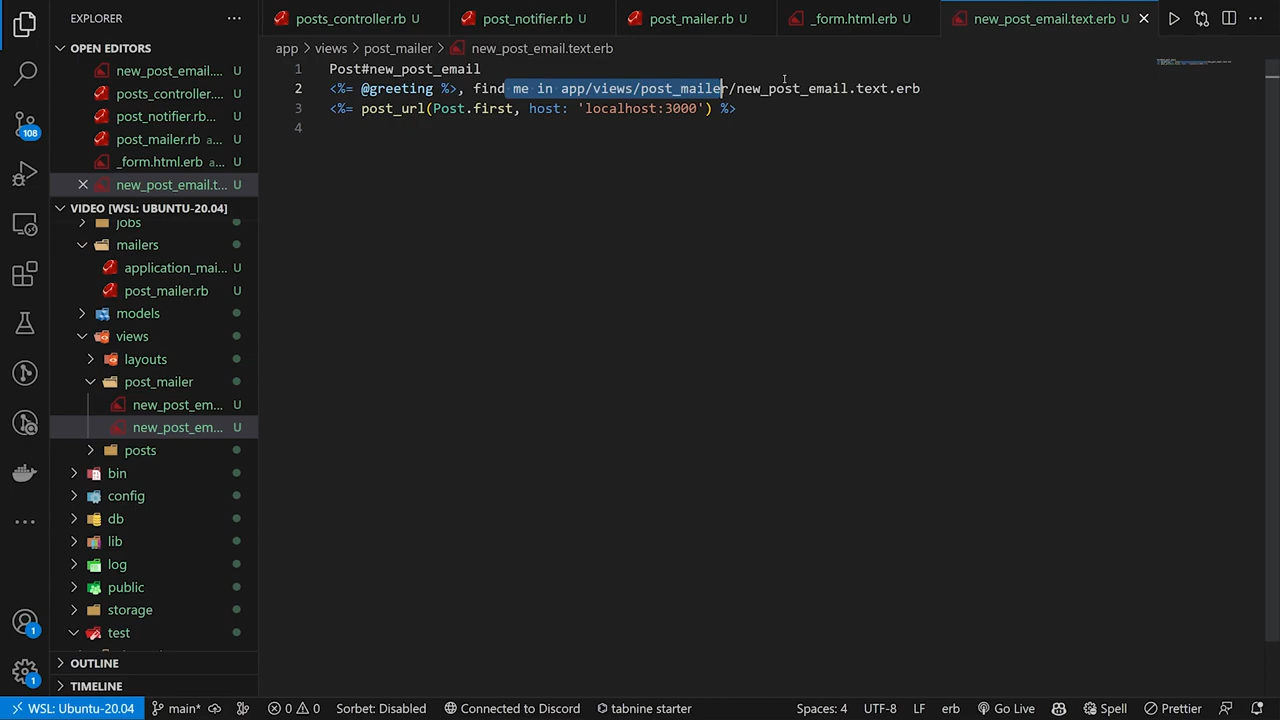 EXPLORER
posts_controller.rb U
post_notifier.rb U
post_mailer.rb U
_form.html.erb U
new_post_email.text.erb U
OPEN EDITORS
app > views > post_mailer > new_post_email.text.erb
new_post_email....
posts_controller.... U
post_notifier.rb... U
post_mailer.rb a... U
_form.html.erb a... U
new_post_email.t... U
1 Post#new_post_email
2 <%= @greeting %>, find me in app/views/post_mailer/new_post_email.text.erb
3 <%= post_url(Post.first, host: 'localhost:3000') %>
4
VIDEO [WSL: UBUNTU-20.04]
jobs
mailers
application_mai... U
post_mailer.rb U
models
views
layouts
post_mailer
new_post_em... U
new_post_em... U
posts
bin
config
db
lib
log
public
storage
test
OUTLINE
TIMELINE
108
1
1
WSL: Ubuntu-20.04
main*
0 0
Sorbet: Disabled
Connected to Discord
tabnine starter
Spaces: 4
UTF-8
LF
erb
Go Live
Spell
Prettier